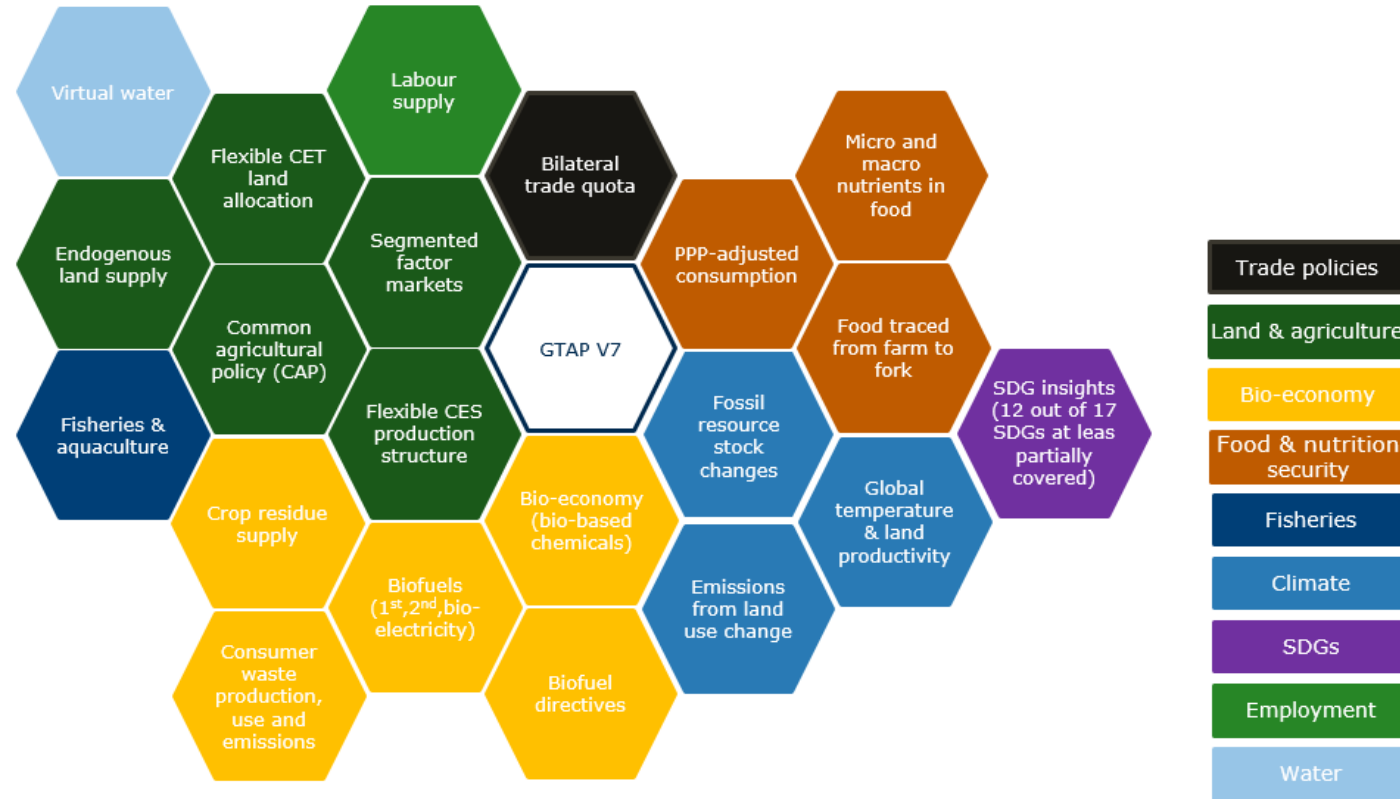 Virtual water
Labour
supply
Flexible CET
land
allocation
Bilateral
trade quota
Micro and
macro
nutrients in
food
Endogenous
land supply
Segmented
factor
markets
PPP-adjusted
consumption
Common
agricultural
policy (CAP)
GTAP V7
Food traced
from farm to
fork
Fisheries &
aquaculture
Flexible CES
production
structure
Fossil
resource
stock
changes
SDG insights
(12 out of 17
SDGs at leas
partially
covered)
Crop residue
supply
Bio-economy
(bio-based
chemicals)
Global
temperature
& land
productivity
Biofuels
(1st,2nd,bio-
electricity)
Emissions
from land
use change
Consumer
waste
production,
use and
emissions
Biofuel
directives
Trade policies
Land & agriculture
Bio-economy
Food & nutrition
security
Fisheries
Climate
SDGs
Employment
Water